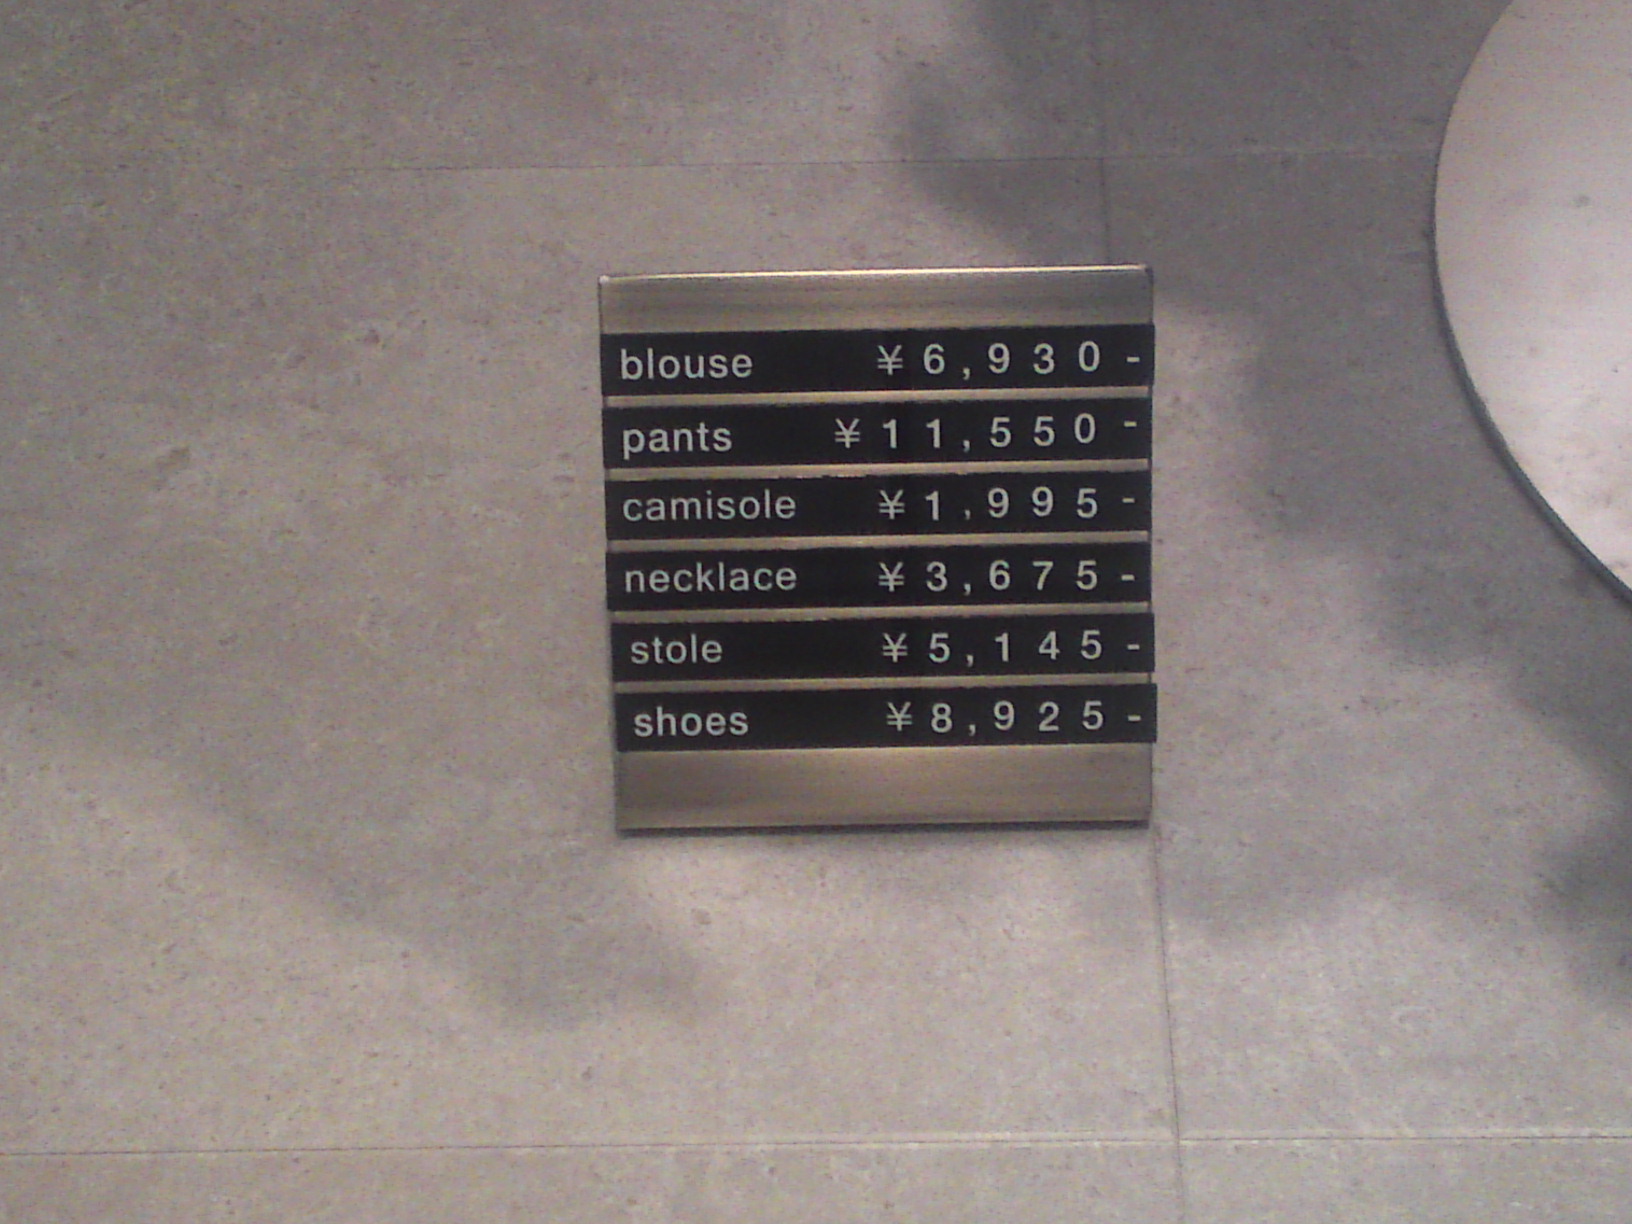 blouse ¥6,930-
pants ¥11,550-
camisole ¥1,995-
necklace ¥3,675-
stole ¥5,145-
shoes ¥8,925-